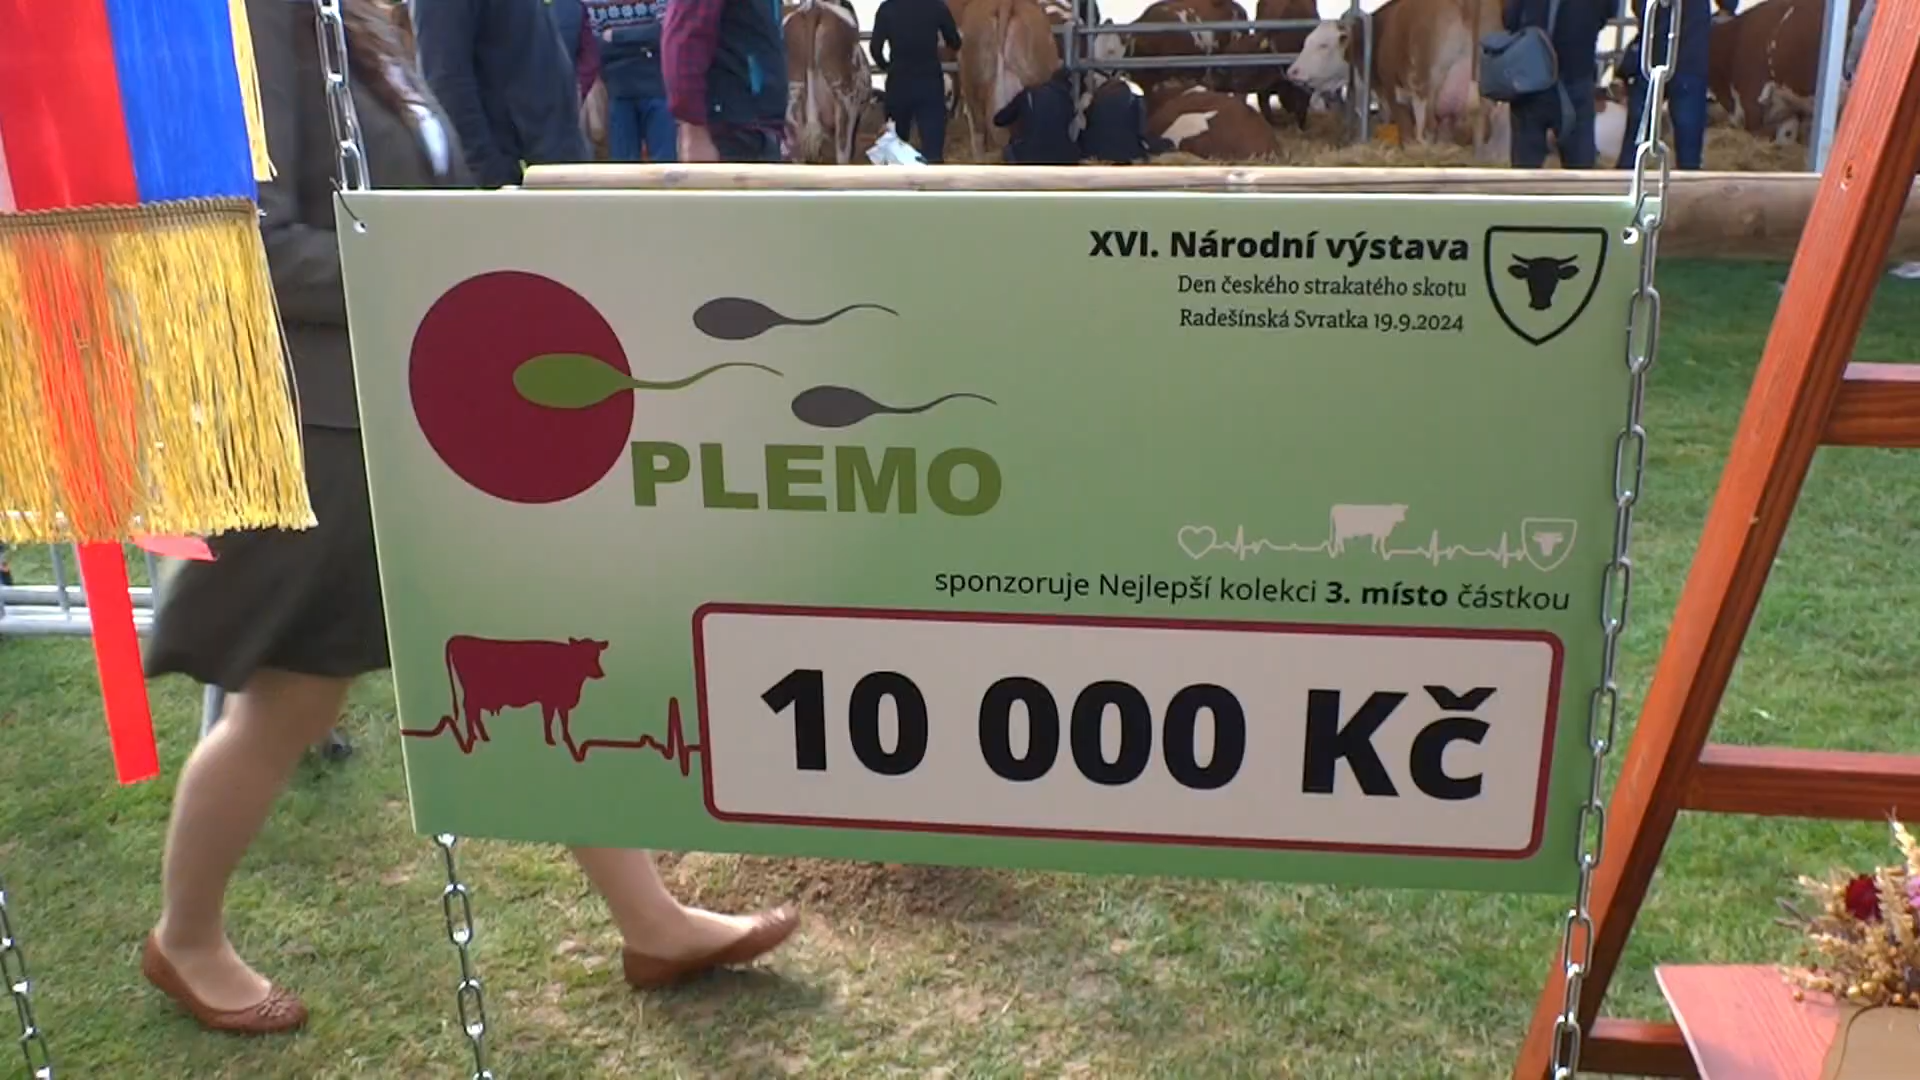 XVI. Národní výstava
Den českého strakatého skotu
Radešínská Svratka 19.9.2024
PLEMO
sponzoruje Nejlepší kolekci 3. místo částkou
10 000 Kč